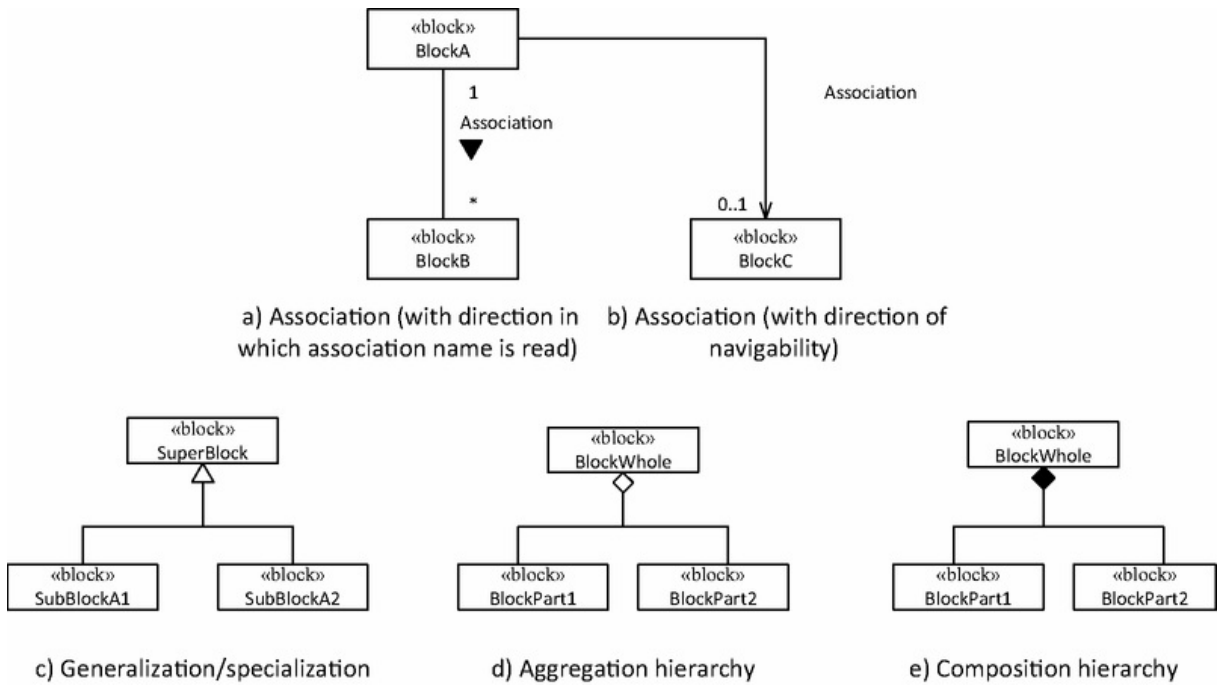 «block»
BlockA
1
Association
Association
*
0..1
«block»
BlockB
«block»
BlockC
a) Association (with direction in
which association name is read)
b) Association (with direction of
navigability)
«block»
SuperBlock
«block»
SubBlockA1
«block»
SubBlockA2
c) Generalization/specialization
«block»
BlockWhole
«block»
BlockPart1
«block»
BlockPart2
d) Aggregation hierarchy
«block»
BlockWhole
«block»
BlockPart1
«block»
BlockPart2
e) Composition hierarchy